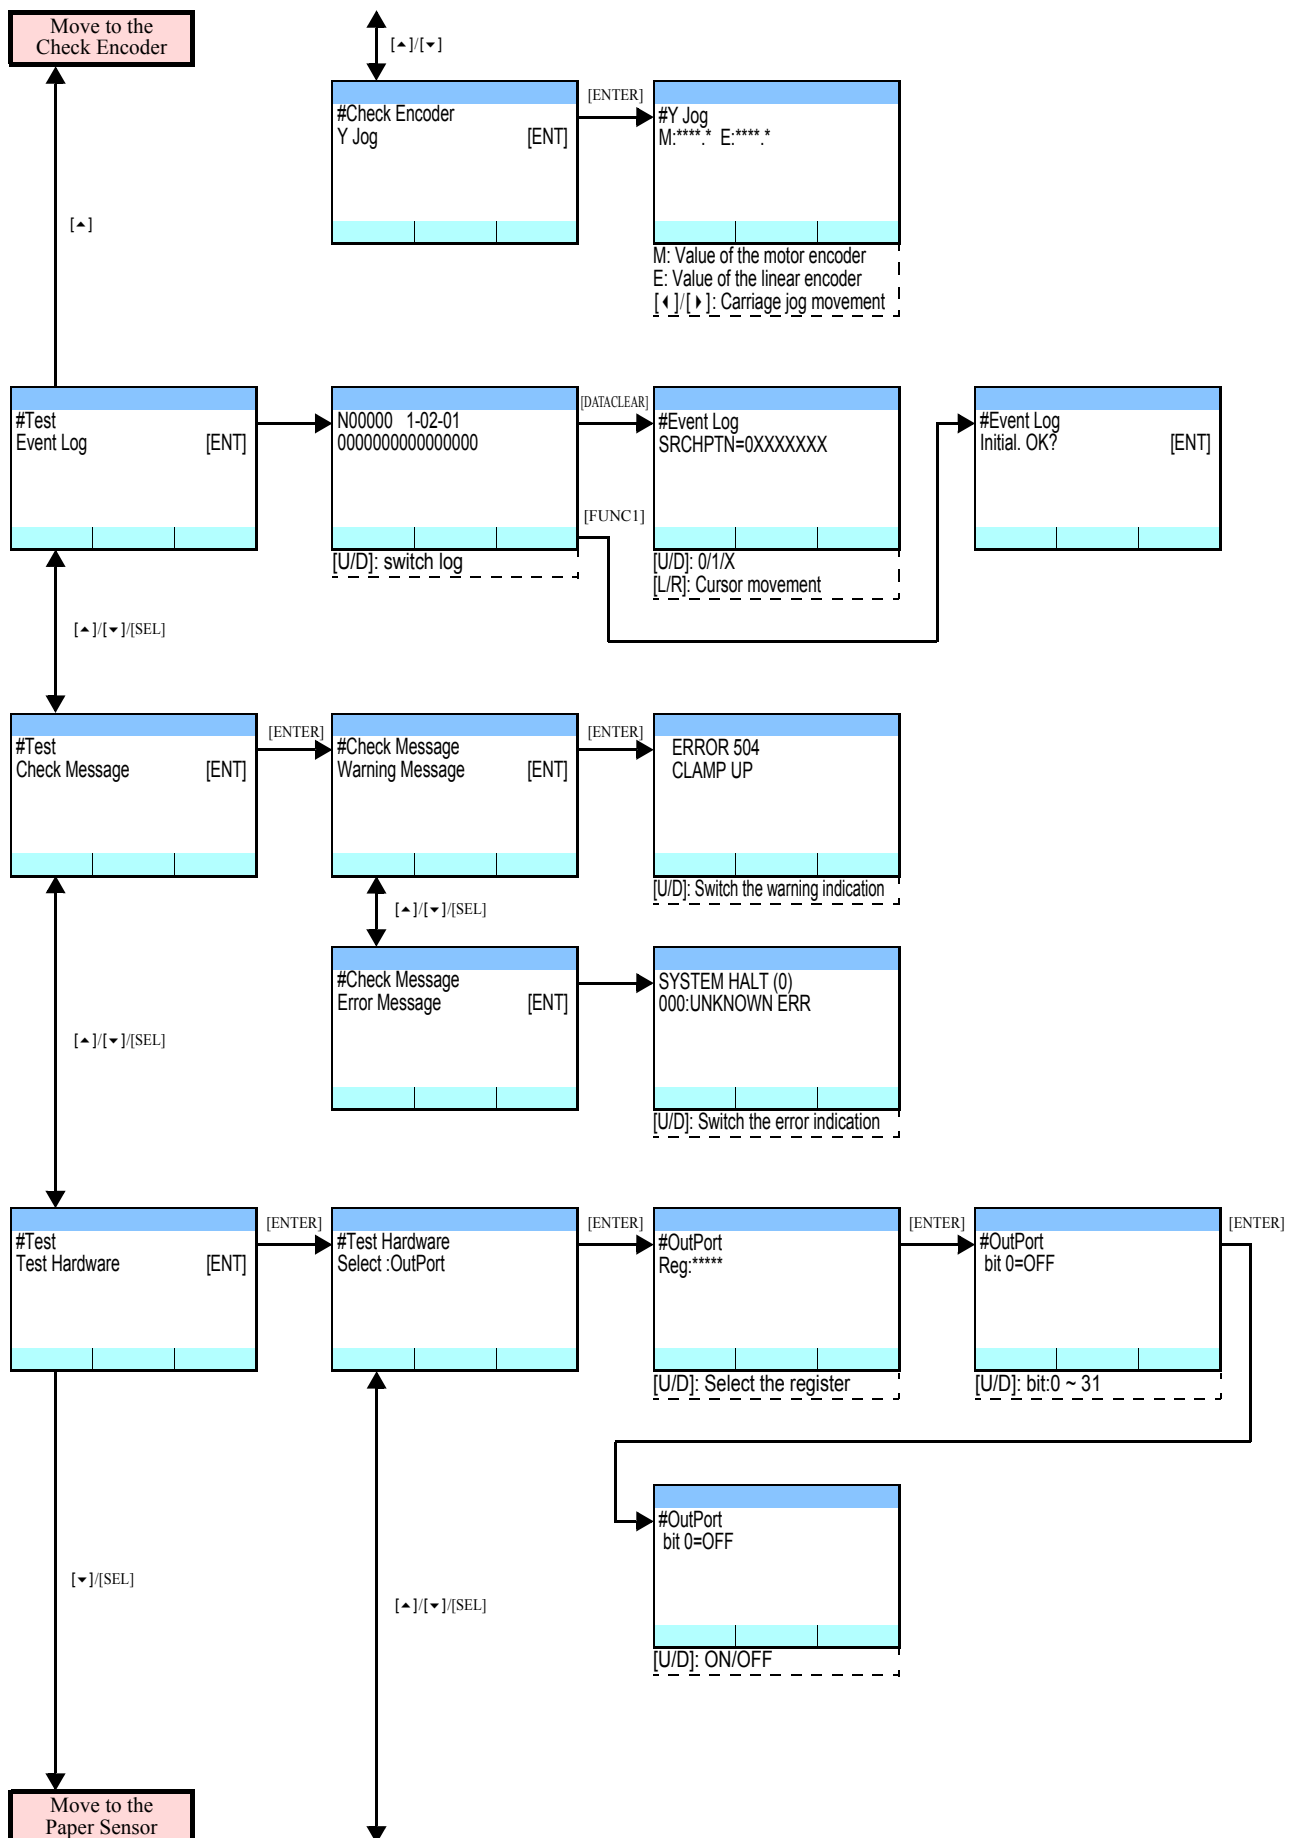 Move to the
Check Encoder
[▲]/[▼]
#Check Encoder
Y Jog [ENT]
[ENTER]
#Y Jog
M:****.* E:****.*
M: Value of the motor encoder
E: Value of the linear encoder
[◀]/[▶]: Carriage jog movement
[▲]
#Test
Event Log [ENT]
N00000 1-02-01
0000000000000000
[U/D]: switch log
[DATACLEAR]
[FUNC1]
#Event Log
SRCHPTN=0XXXXXXX
[U/D]: 0/1/X
[L/R]: Cursor movement
#Event Log
Initial. OK? [ENT]
[▲]/[▼]/[SEL]
#Test
Check Message [ENT]
[ENTER]
#Check Message
Warning Message [ENT]
[ENTER]
ERROR 504
CLAMP UP
[U/D]: Switch the warning indication
[▲]/[▼]/[SEL]
#Check Message
Error Message [ENT]
SYSTEM HALT (0)
000:UNKNOWN ERR
[U/D]: Switch the error indication
[▲]/[▼]/[SEL]
#Test
Test Hardware [ENT]
[ENTER]
#Test Hardware
Select :OutPort
[ENTER]
#OutPort
Reg:*****
[U/D]: Select the register
[ENTER]
#OutPort
bit 0=OFF
[U/D]: bit:0 ~ 31
[ENTER]
#OutPort
bit 0=OFF
[U/D]: ON/OFF
[▼]/[SEL]
[▲]/[▼]/[SEL]
Move to the
Paper Sensor